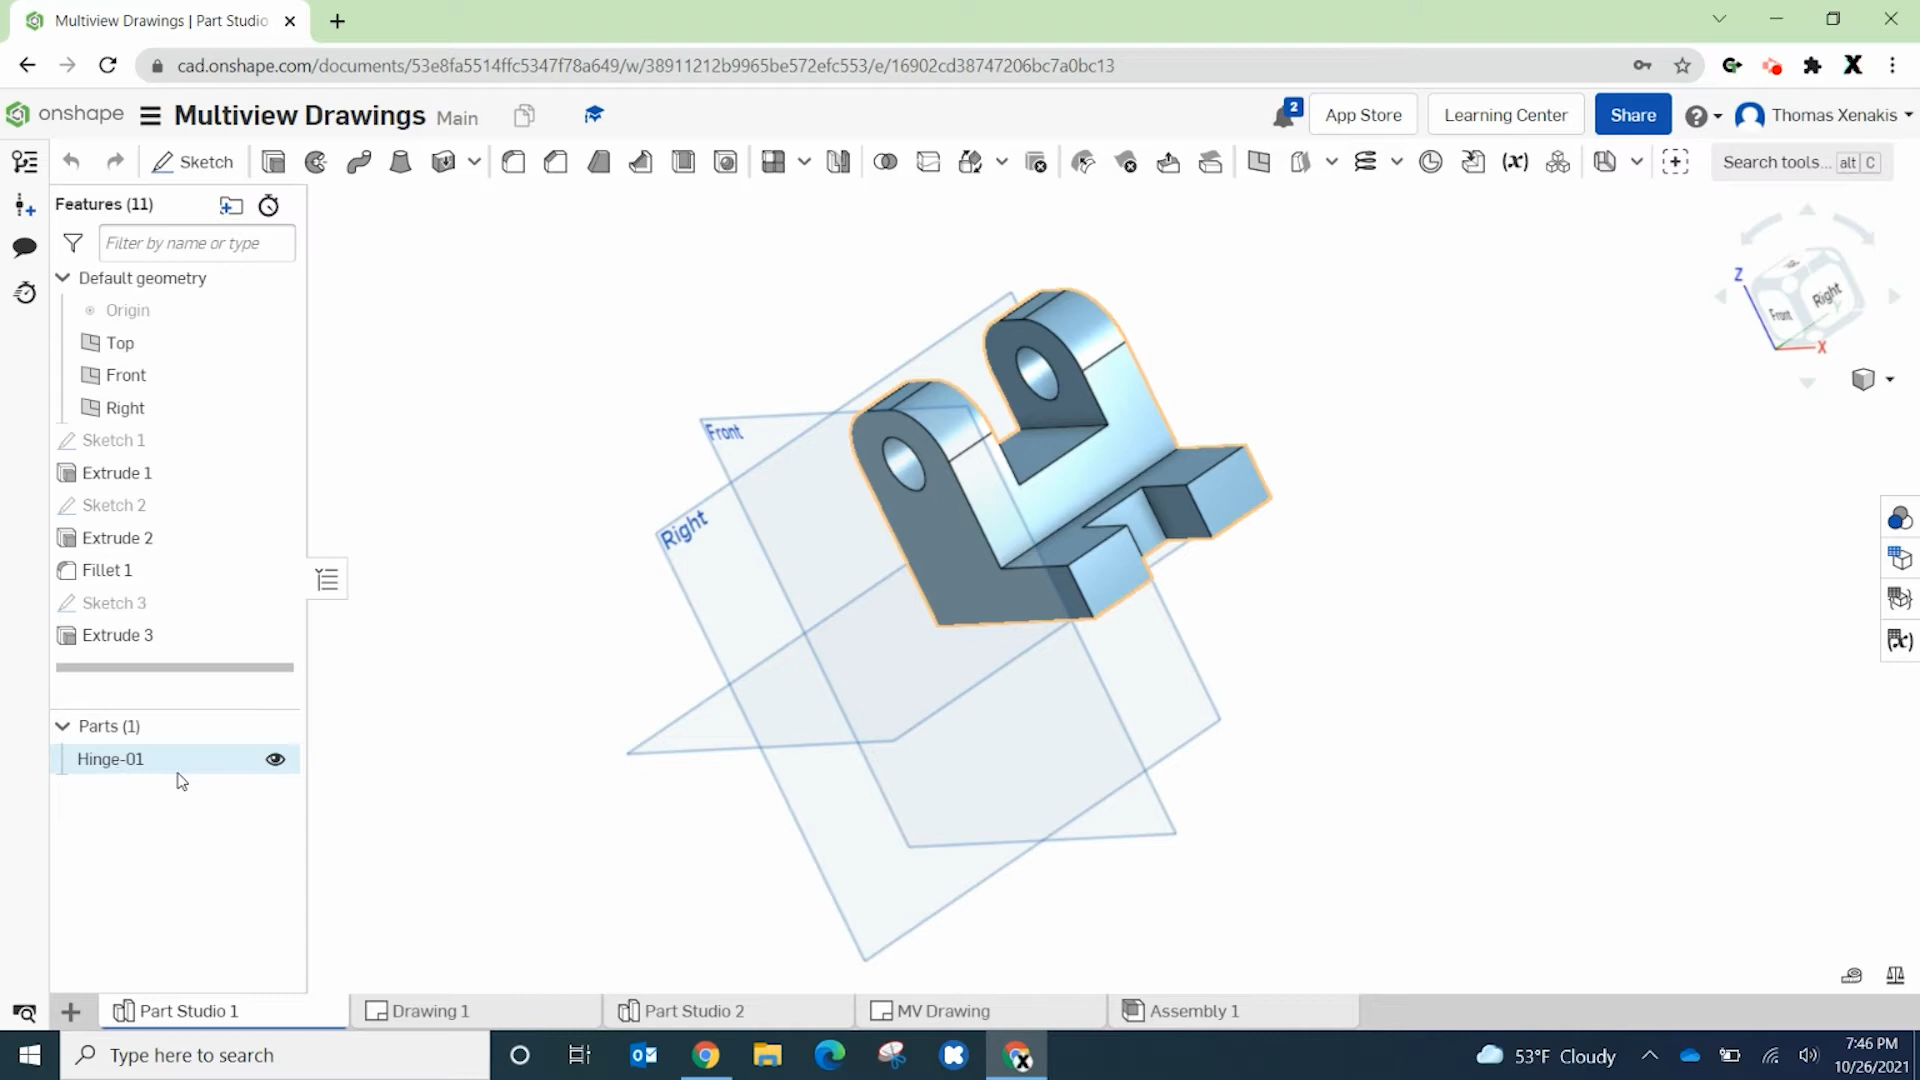 Multiview Drawings | Part Studio
cad.onshape.com/documents/53e8fa5514ffc5347f78a649/w/38911212b9965be572efc553/e/16902cd38747206bc7a0bc13
onshape
Multiview Drawings Main
2
App Store
Learning Center
Share
Thomas Xenakis
Sketch
Search tools... alt C
Features (11)
Filter by name or type
Default geometry
Origin
Top
Front
Right
Sketch 1
Extrude 1
Sketch 2
Extrude 2
Fillet 1
Sketch 3
Extrude 3
Parts (1)
Hinge-01
Front
Right
Z
Front
Right
X
Part Studio 1
Drawing 1
Part Studio 2
MV Drawing
Assembly 1
Type here to search
53°F Cloudy
7:46 PM
10/26/2021